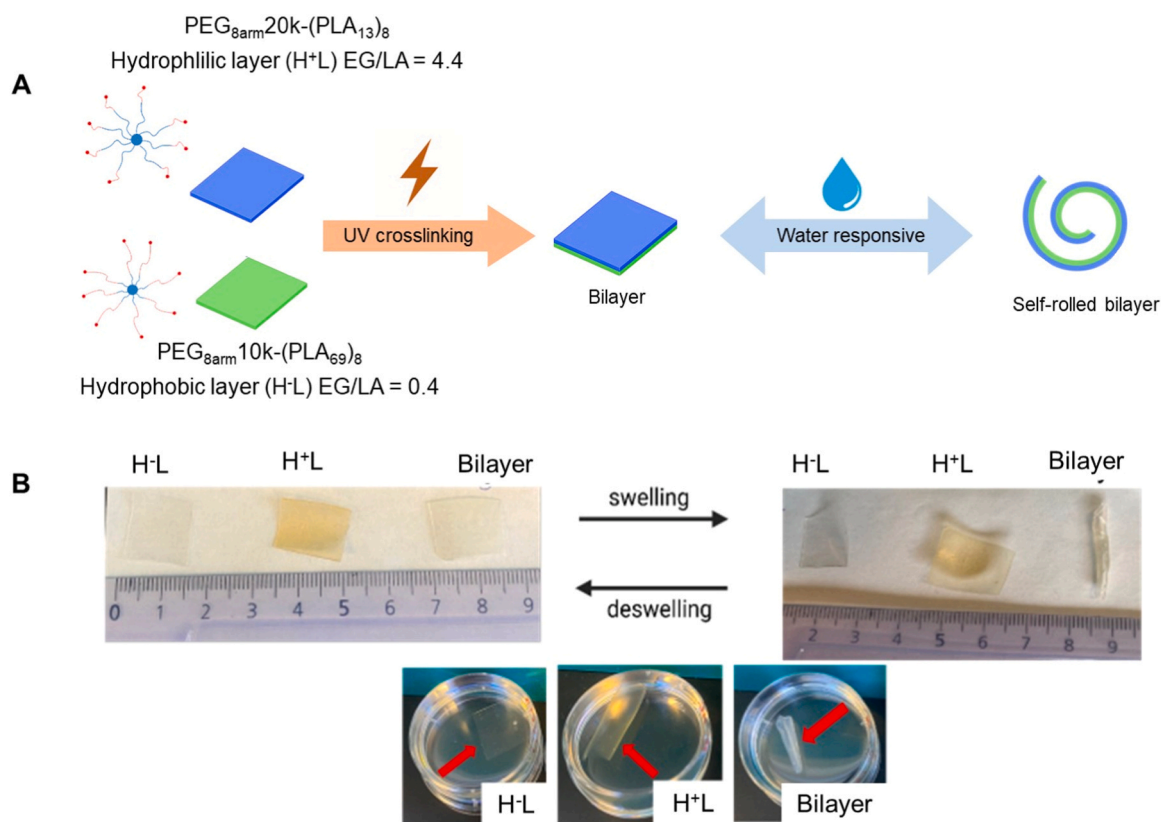 PEG8arm20k-(PLA13)8
Hydrophlilic layer (H+L) EG/LA = 4.4
A
UV crosslinking
Water responsive
Bilayer
Self-rolled bilayer
PEG8arm10k-(PLA69)8
Hydrophobic layer (H-L) EG/LA = 0.4
B
H-L
H+L
Bilayer
0 1 2 3 4 5 6 7 8 9
swelling
deswelling
H-L
H+L
Bilayer
2 3 4 5 6 7 8 9
H-L
H+L
Bilayer